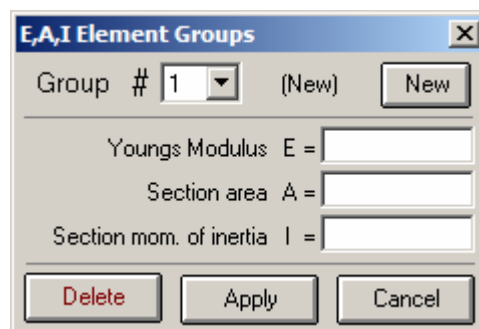 E,A,I Element Groups
Group # 1 (New) New
Youngs Modulus E =
Section area A =
Section mom. of inertia I =
Delete Apply Cancel